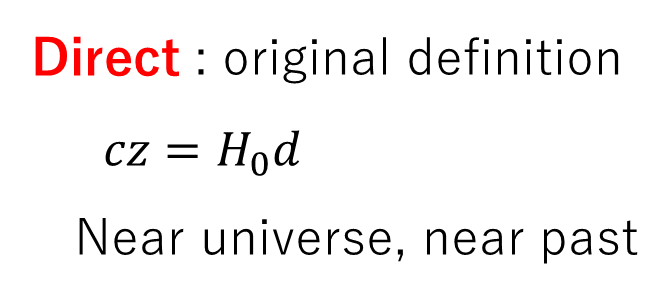 Direct : original definition
cz = H₀d
Near universe, near past